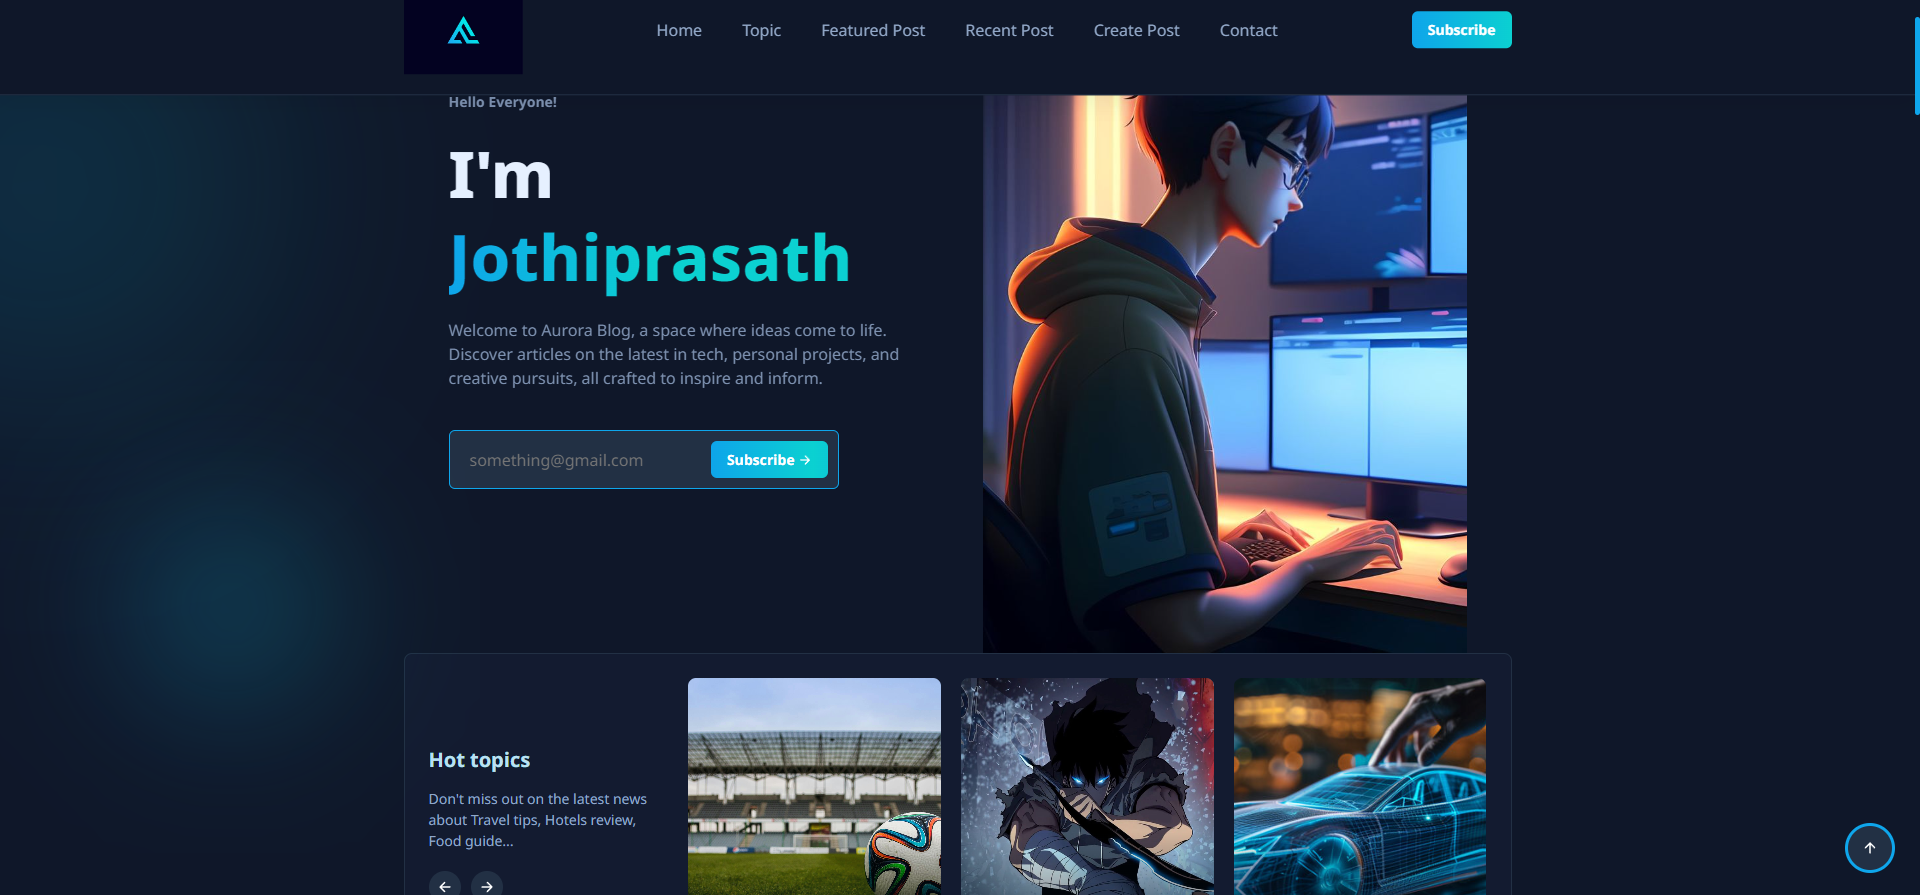 Home Topic Featured Post Recent Post Create Post Contact Subscribe
Hello Everyone!
I'm
Jothiprasath
Welcome to Aurora Blog, a space where ideas come to life.
Discover articles on the latest in tech, personal projects, and
creative pursuits, all crafted to inspire and inform.
something@gmail.com Subscribe →
Hot topics
Don't miss out on the latest news
about Travel tips, Hotels review,
Food guide...